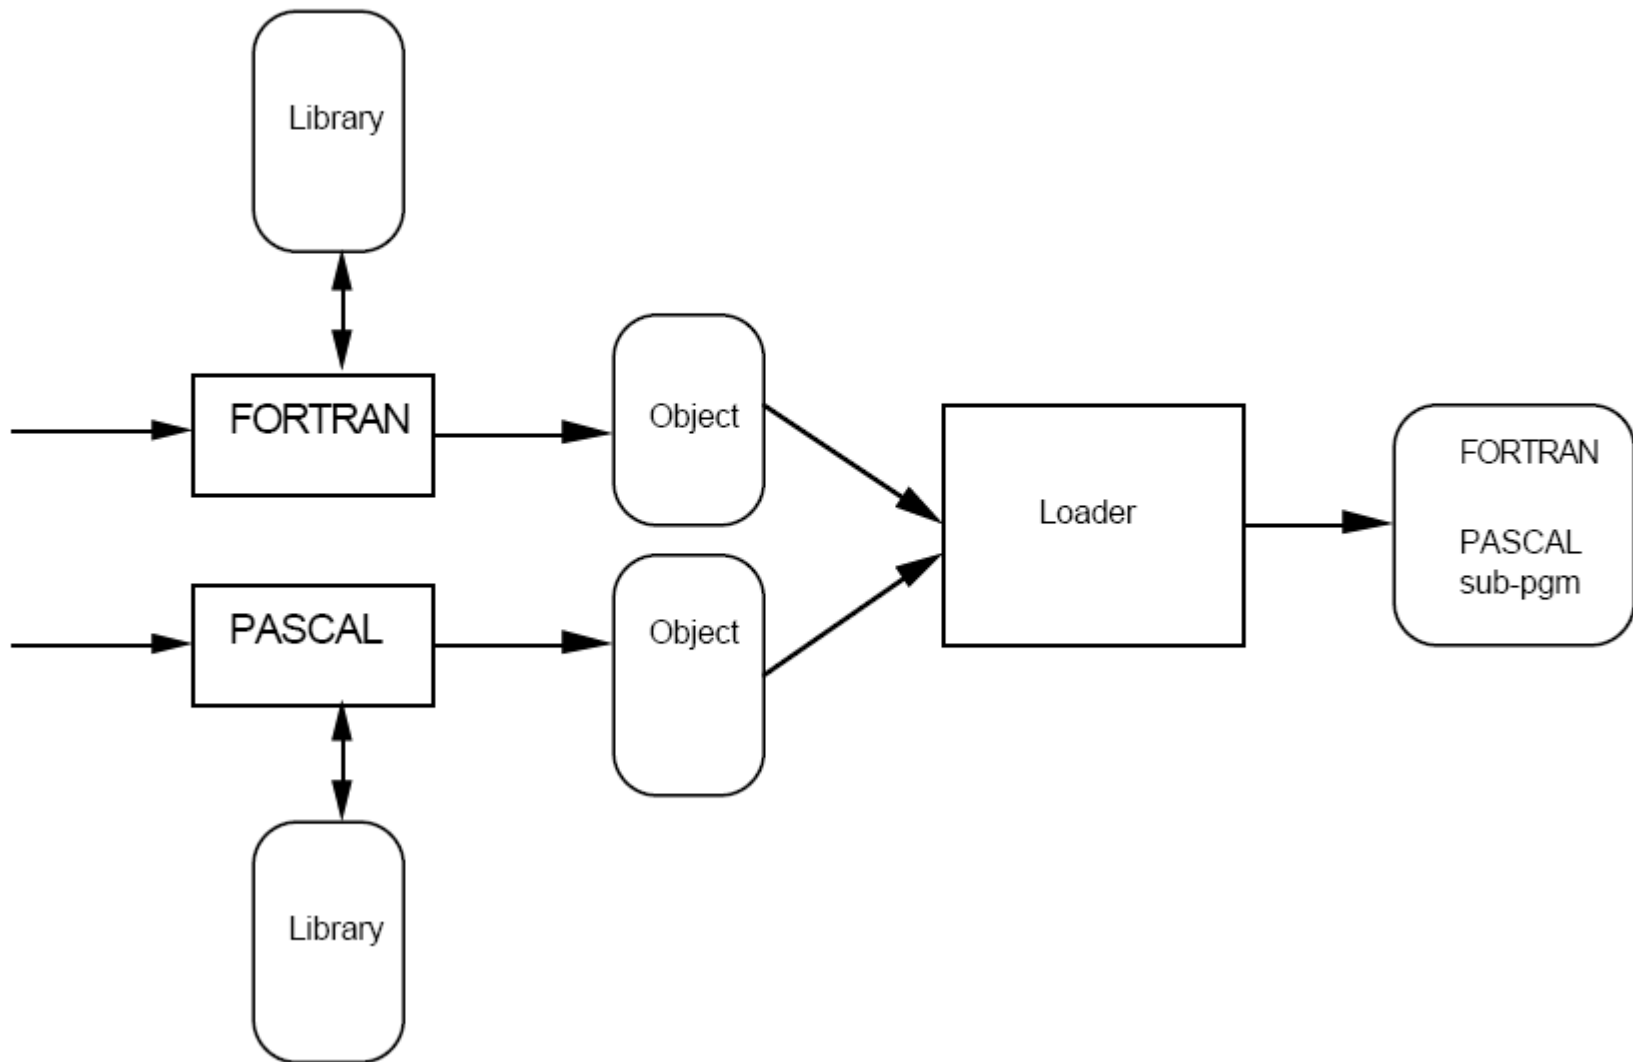 Library
FORTRAN
Object
Loader
FORTRAN
PASCAL
sub-pgm
PASCAL
Object
Library